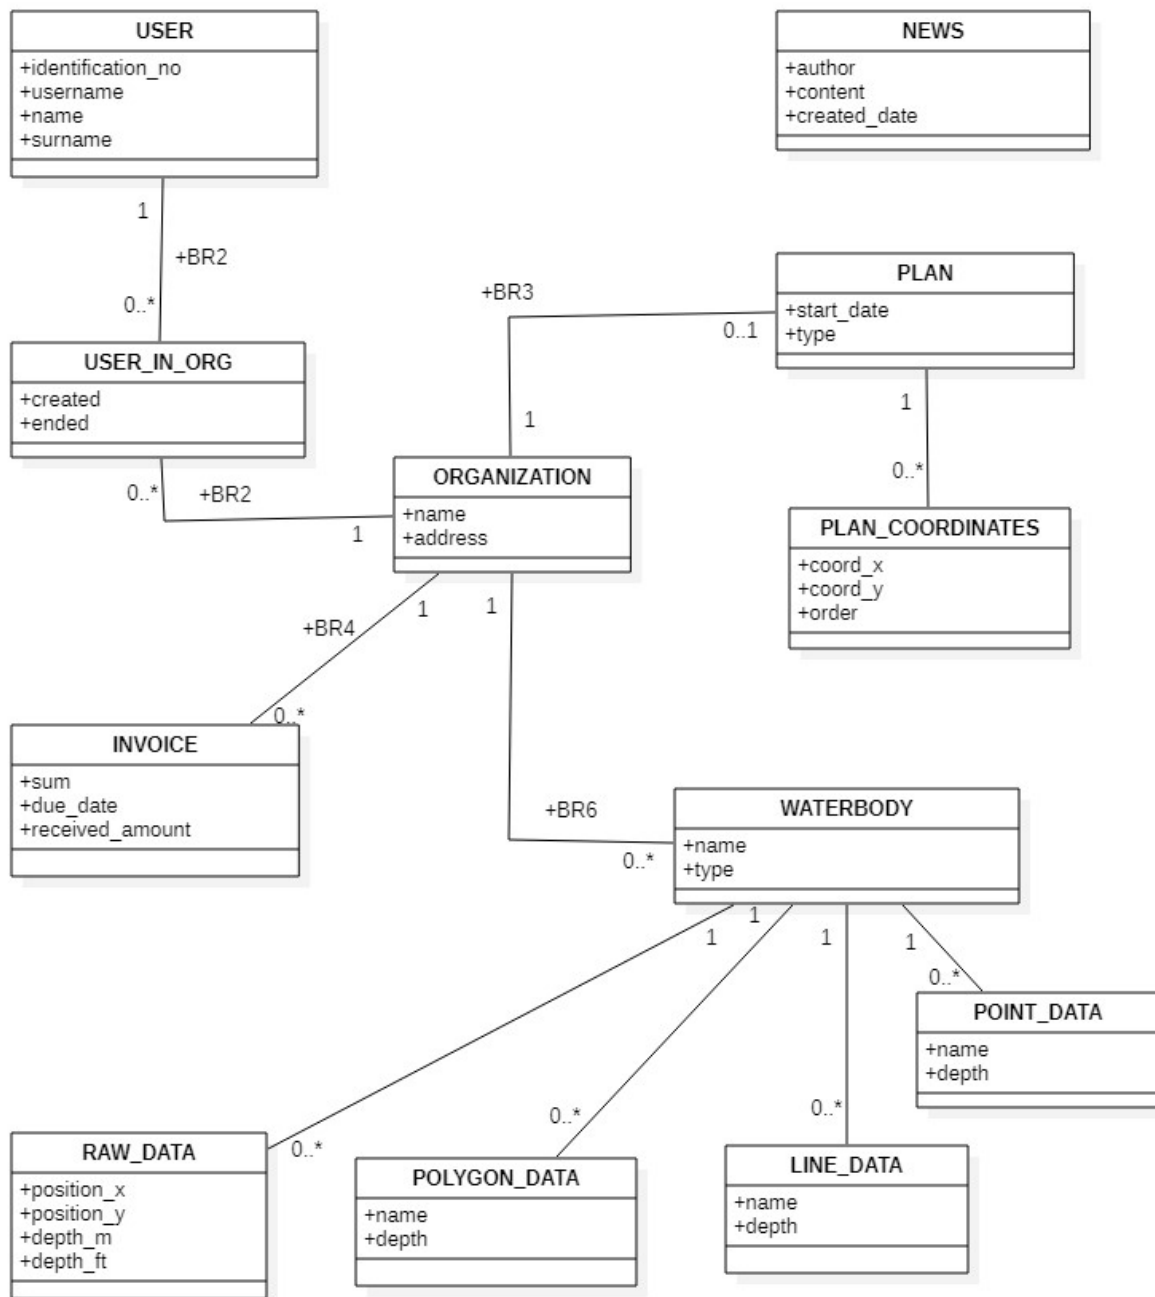 USER
+identification_no
+username
+name
+surname
NEWS
+author
+content
+created_date
1
+BR2
0..*
USER_IN_ORG
+created
+ended
+BR3
0..1
1
PLAN
+start_date
+type
1
0..*
PLAN_COORDINATES
+coord_x
+coord_y
+order
0..*
+BR2
1
ORGANIZATION
+name
+address
1
1
+BR4
0..*
INVOICE
+sum
+due_date
+received_amount
+BR6
0..*
WATERBODY
+name
+type
1
1
1
1
0..*
POINT_DATA
+name
+depth
0..*
0..*
0..*
RAW_DATA
+position_x
+position_y
+depth_m
+depth_ft
POLYGON_DATA
+name
+depth
LINE_DATA
+name
+depth